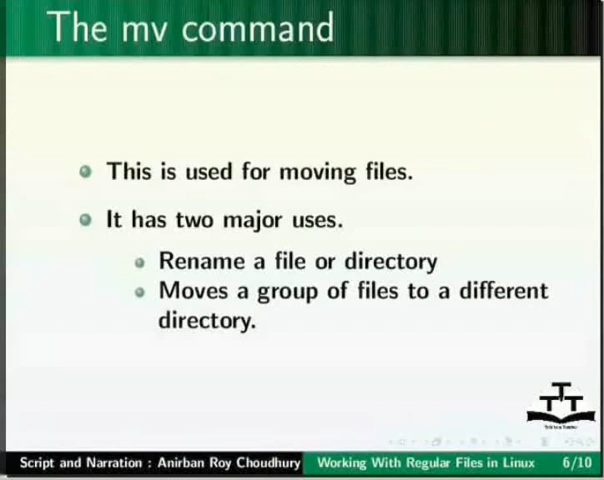 The mv command
This is used for moving files.
It has two major uses.
Rename a file or directory
Moves a group of files to a different
directory.
TTT
Script and Narration : Anirban Roy Choudhury
Working With Regular Files in Linux
6/10